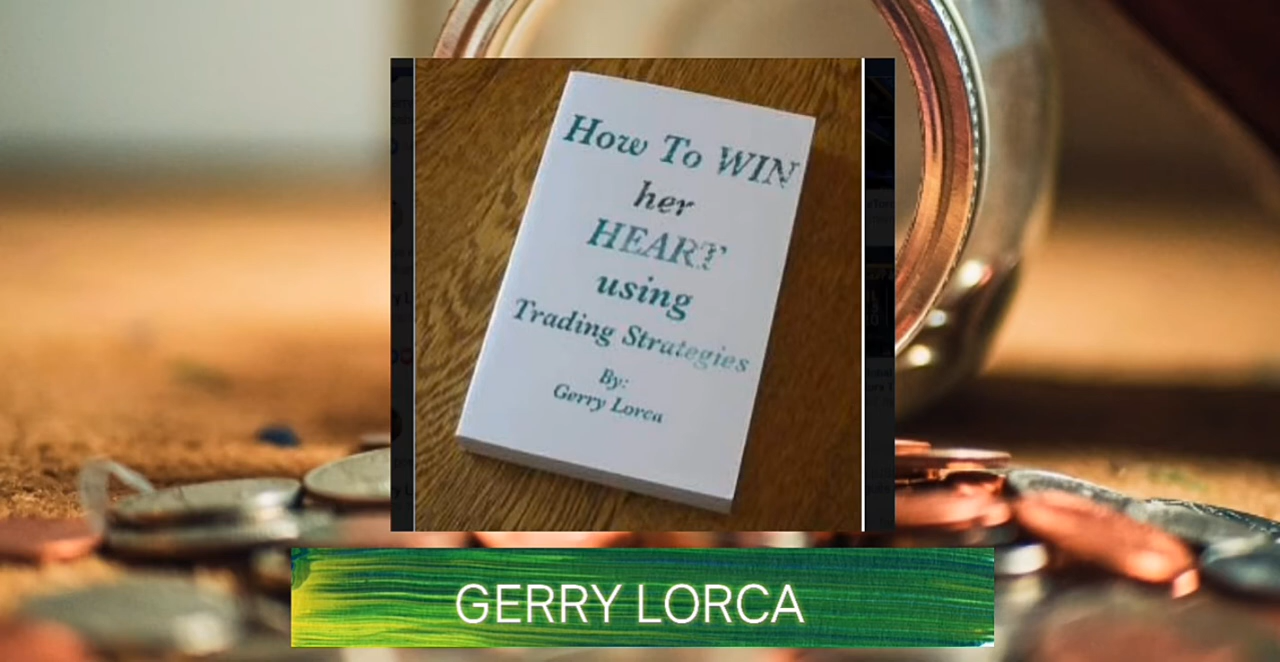 How To WIN
her
HEART
using
Trading Strategies
By:
Gerry Lorca
GERRY LORCA